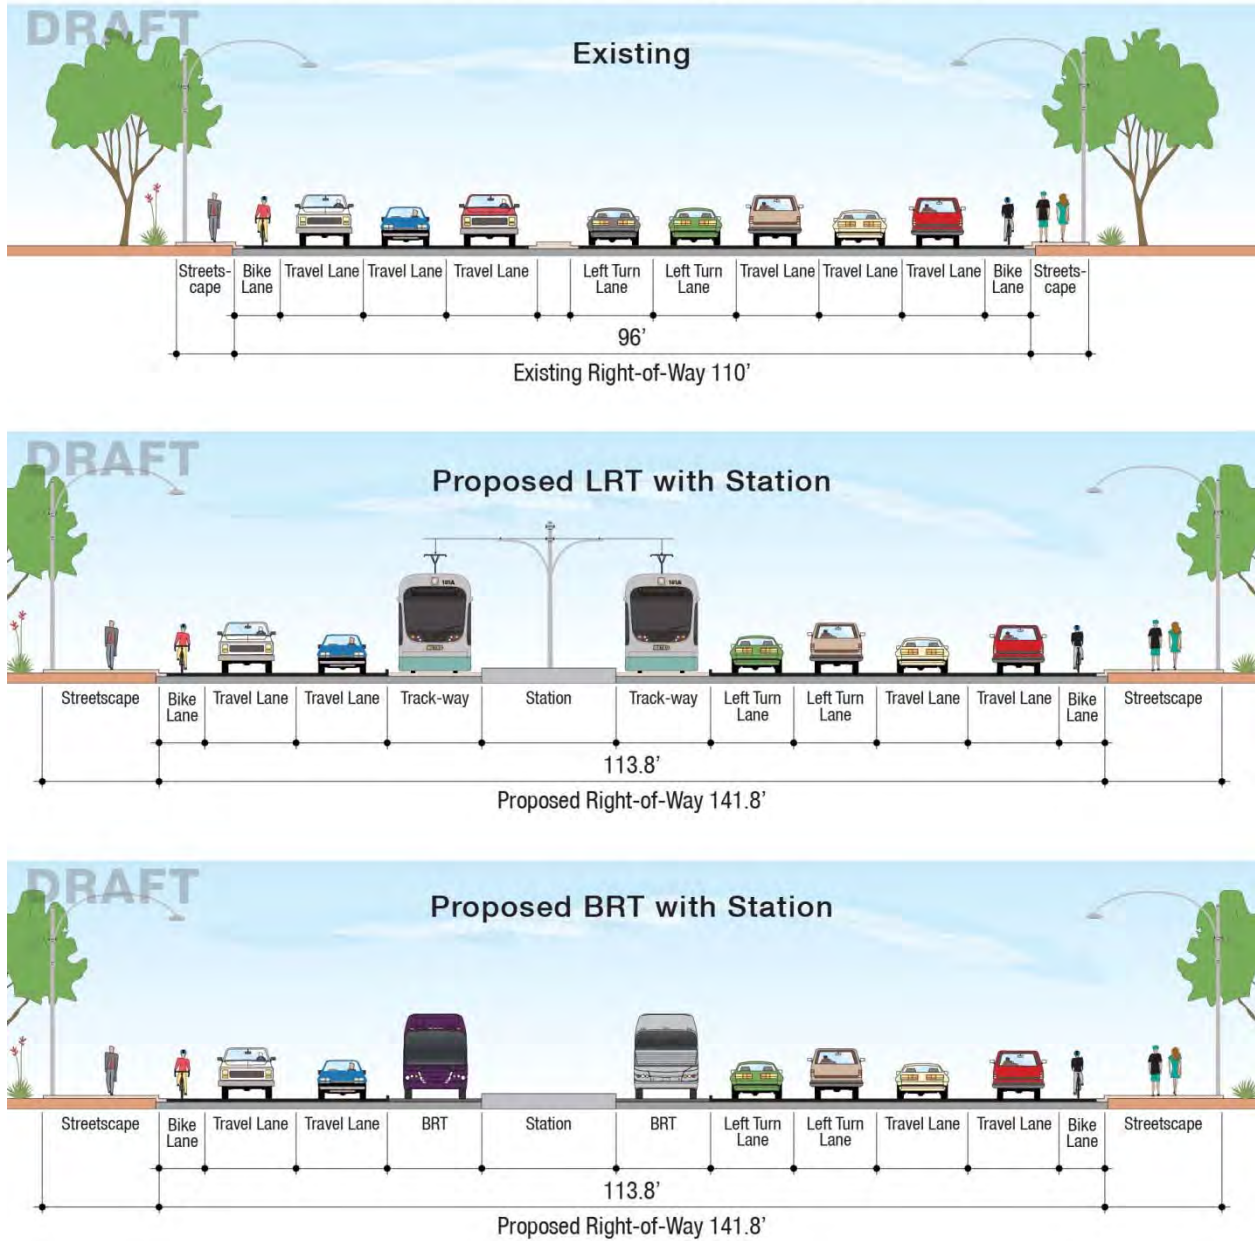 DRAFT
Existing
Streets- Bike Travel Lane Travel Lane Travel Lane Left Turn Left Turn Travel Lane Travel Lane Travel Lane Bike Streets-
cape Lane Lane Lane Lane cape
96’
Existing Right-of-Way 110’
DRAFT
Proposed LRT with Station
Streetscape Bike Travel Lane Travel Lane Track-way Station Track-way Left Turn Left Turn Travel Lane Travel Lane Bike Streetscape
Lane Lane Lane Lane
113.8’
Proposed Right-of-Way 141.8’
DRAFT
Proposed BRT with Station
Streetscape Bike Travel Lane Travel Lane BRT Station BRT Left Turn Left Turn Travel Lane Travel Lane Bike Streetscape
Lane Lane Lane Lane
113.8’
Proposed Right-of-Way 141.8’